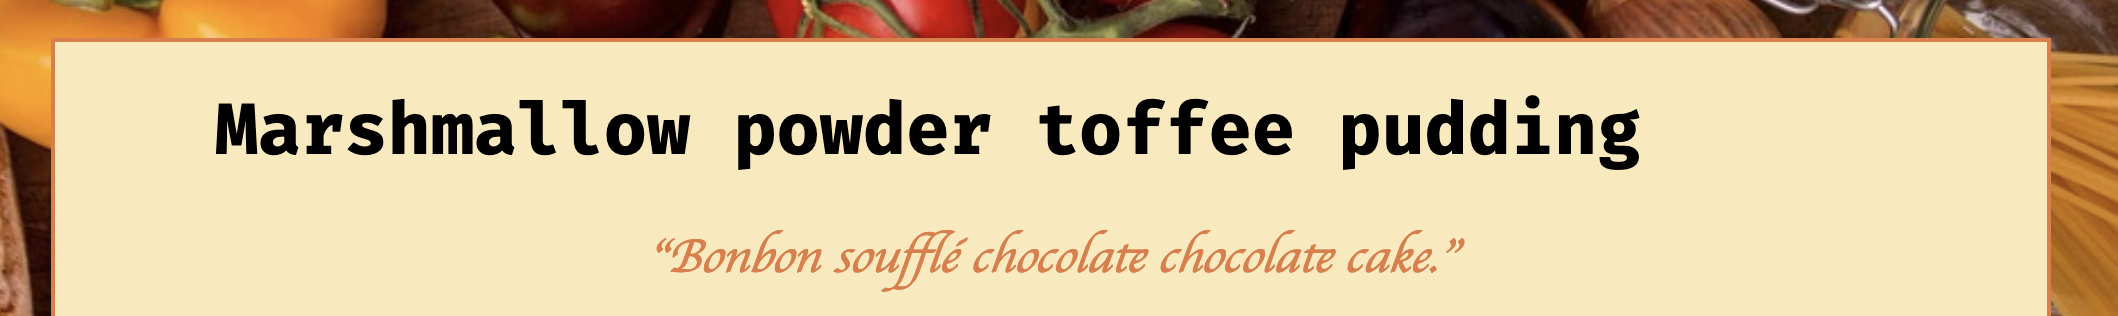 Marshmallow powder toffee pudding
“Bonbon soufflé chocolate chocolate cake.”